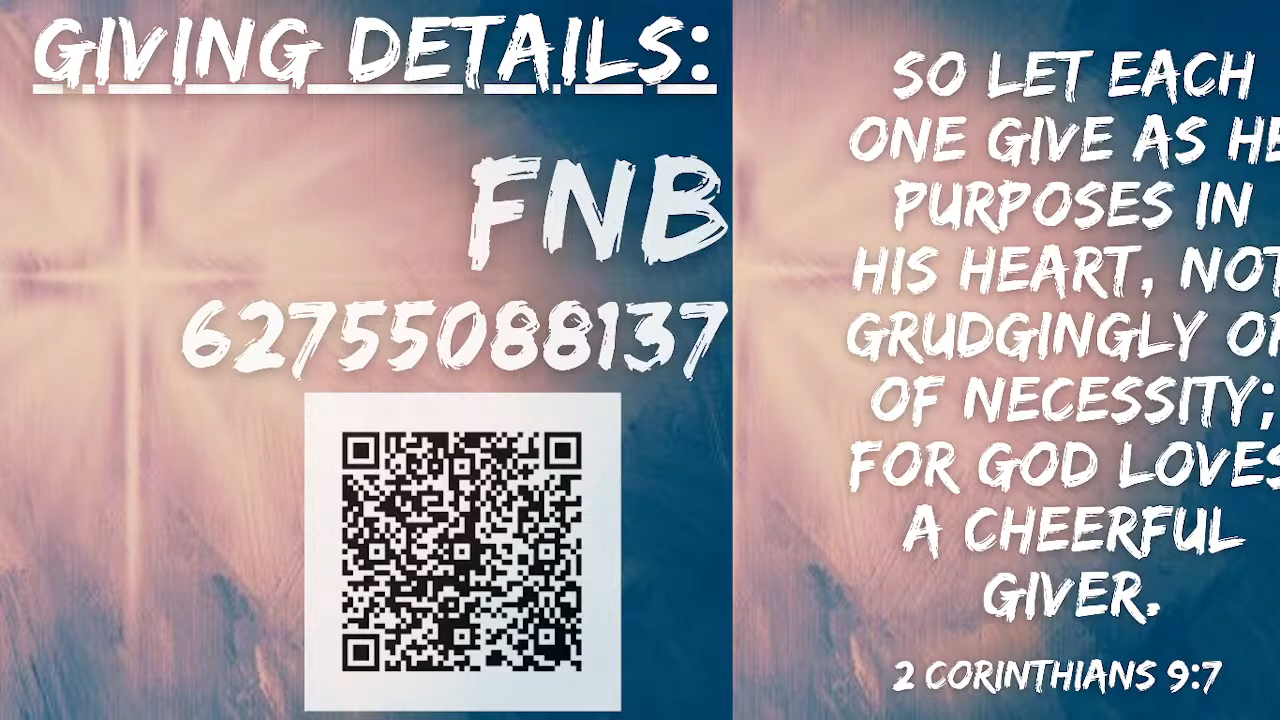 GIVING DETAILS:
FNB
62755088137
SO LET EACH
ONE GIVE AS HE
PURPOSES IN
HIS HEART, NOT
GRUDGINGLY OR
OF NECESSITY;
FOR GOD LOVES
A CHEERFUL
GIVER.
2 CORINTHIANS 9:7